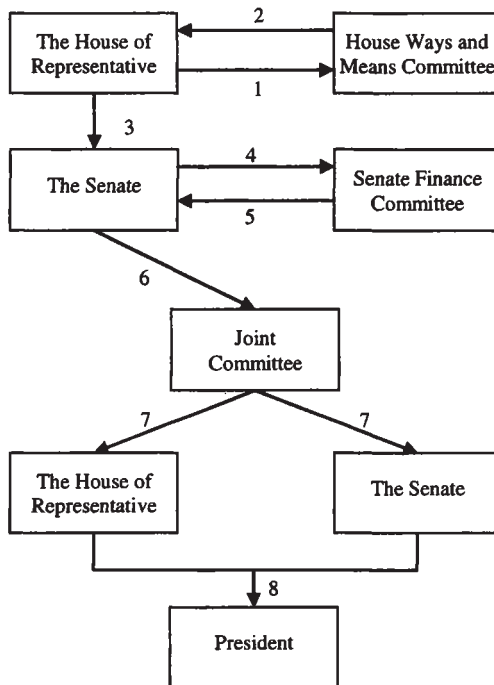 2
The House of
Representative
House Ways and
Means Committee
1
3
4
The Senate
Senate Finance
Committee
5
6
Joint
Committee
7
7
The House of
Representative
The Senate
8
President